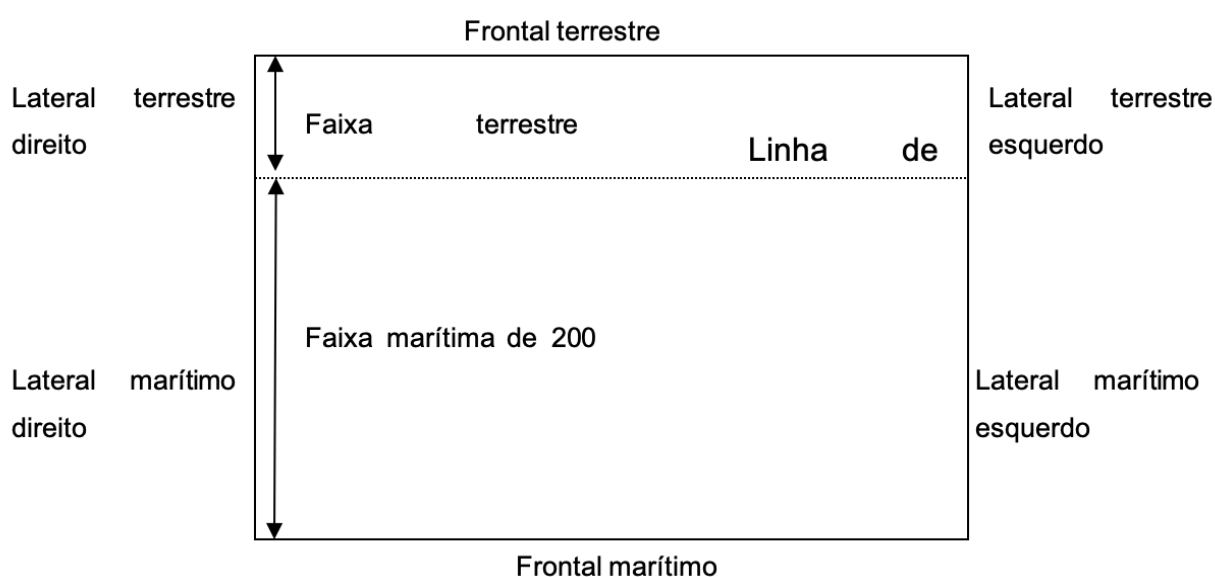 Frontal terrestre
Lateral terrestre
direito
Faixa terrestre
Linha de
Lateral terrestre
esquerdo
Faixa marítima de 200
Lateral marítimo
direito
Lateral marítimo
esquerdo
Frontal marítimo